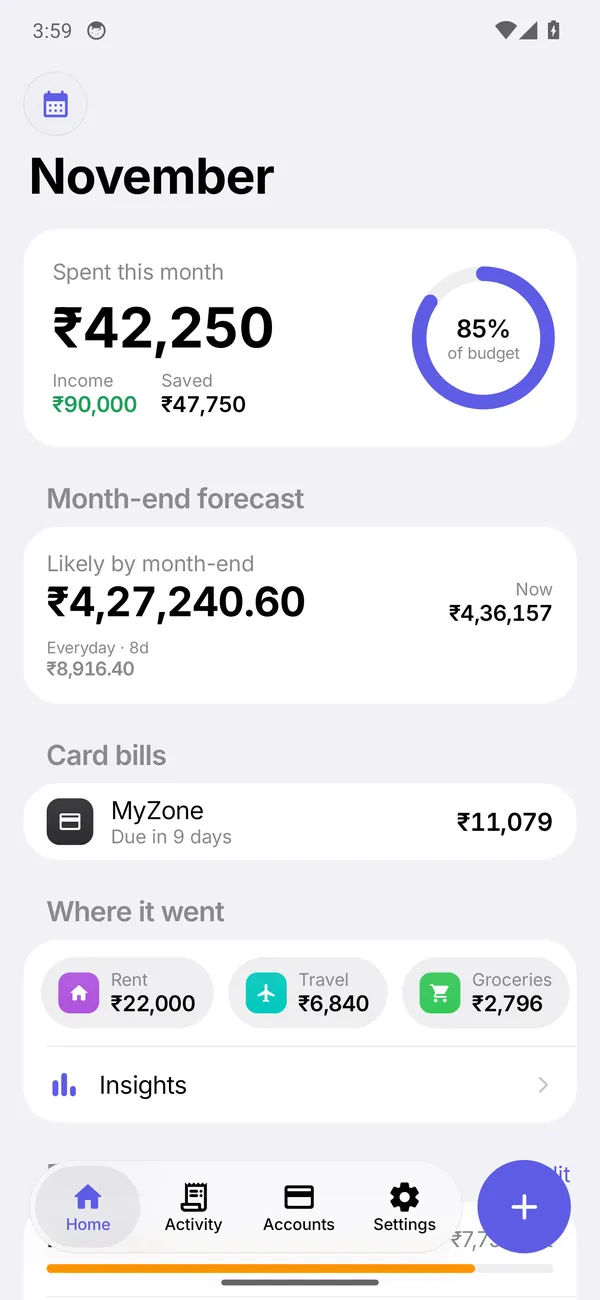 3:59
November
Spent this month
₹42,250
Income
Saved
₹90,000
₹47,750
85%
of budget
Month-end forecast
Likely by month-end
₹4,27,240.60
Now
₹4,36,157
Everyday · 8d
₹8,916.40
Card bills
MyZone
Due in 9 days
₹11,079
Where it went
Rent
₹22,000
Travel
₹6,840
Groceries
₹2,796
Insights
Home
Activity
Accounts
Settings